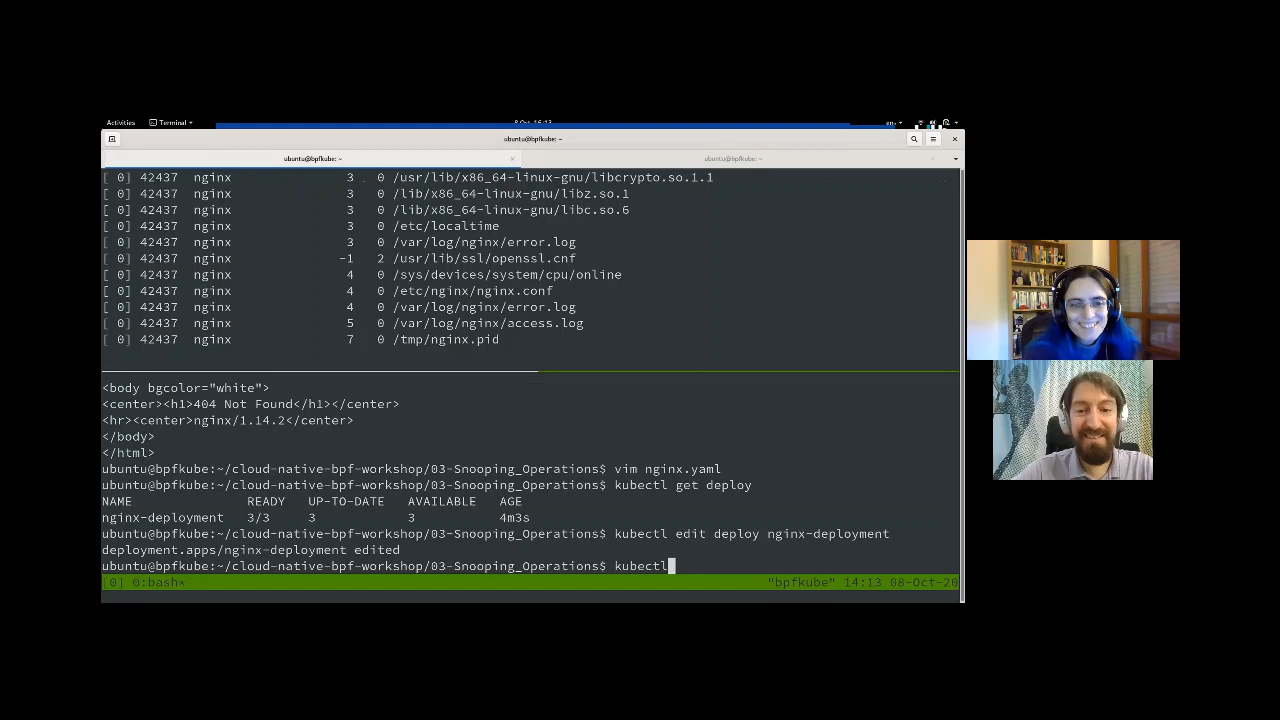 Activities Terminal 8 Oct, 16:13 en
ubuntu@bpfkube: ~
ubuntu@bpfkube: ~ ubuntu@bpfkube: ~
[ 0] 42437 nginx 3 0 /usr/lib/x86_64-linux-gnu/libcrypto.so.1.1
[ 0] 42437 nginx 3 0 /lib/x86_64-linux-gnu/libz.so.1
[ 0] 42437 nginx 3 0 /lib/x86_64-linux-gnu/libc.so.6
[ 0] 42437 nginx 3 0 /etc/localtime
[ 0] 42437 nginx 3 0 /var/log/nginx/error.log
[ 0] 42437 nginx -1 2 /usr/lib/ssl/openssl.cnf
[ 0] 42437 nginx 4 0 /sys/devices/system/cpu/online
[ 0] 42437 nginx 4 0 /etc/nginx/nginx.conf
[ 0] 42437 nginx 4 0 /var/log/nginx/error.log
[ 0] 42437 nginx 5 0 /var/log/nginx/access.log
[ 0] 42437 nginx 7 0 /tmp/nginx.pid
<body bgcolor="white">
<center><h1>404 Not Found</h1></center>
<hr><center>nginx/1.14.2</center>
</body>
</html>
ubuntu@bpfkube:~/cloud-native-bpf-workshop/03-Snooping_Operations$ vim nginx.yaml
ubuntu@bpfkube:~/cloud-native-bpf-workshop/03-Snooping_Operations$ kubectl get deploy
NAME READY UP-TO-DATE AVAILABLE AGE
nginx-deployment 3/3 3 3 4m3s
ubuntu@bpfkube:~/cloud-native-bpf-workshop/03-Snooping_Operations$ kubectl edit deploy nginx-deployment
deployment.apps/nginx-deployment edited
ubuntu@bpfkube:~/cloud-native-bpf-workshop/03-Snooping_Operations$ kubectl
[0] 0:bash* "bpfkube" 14:13 08-Oct-20